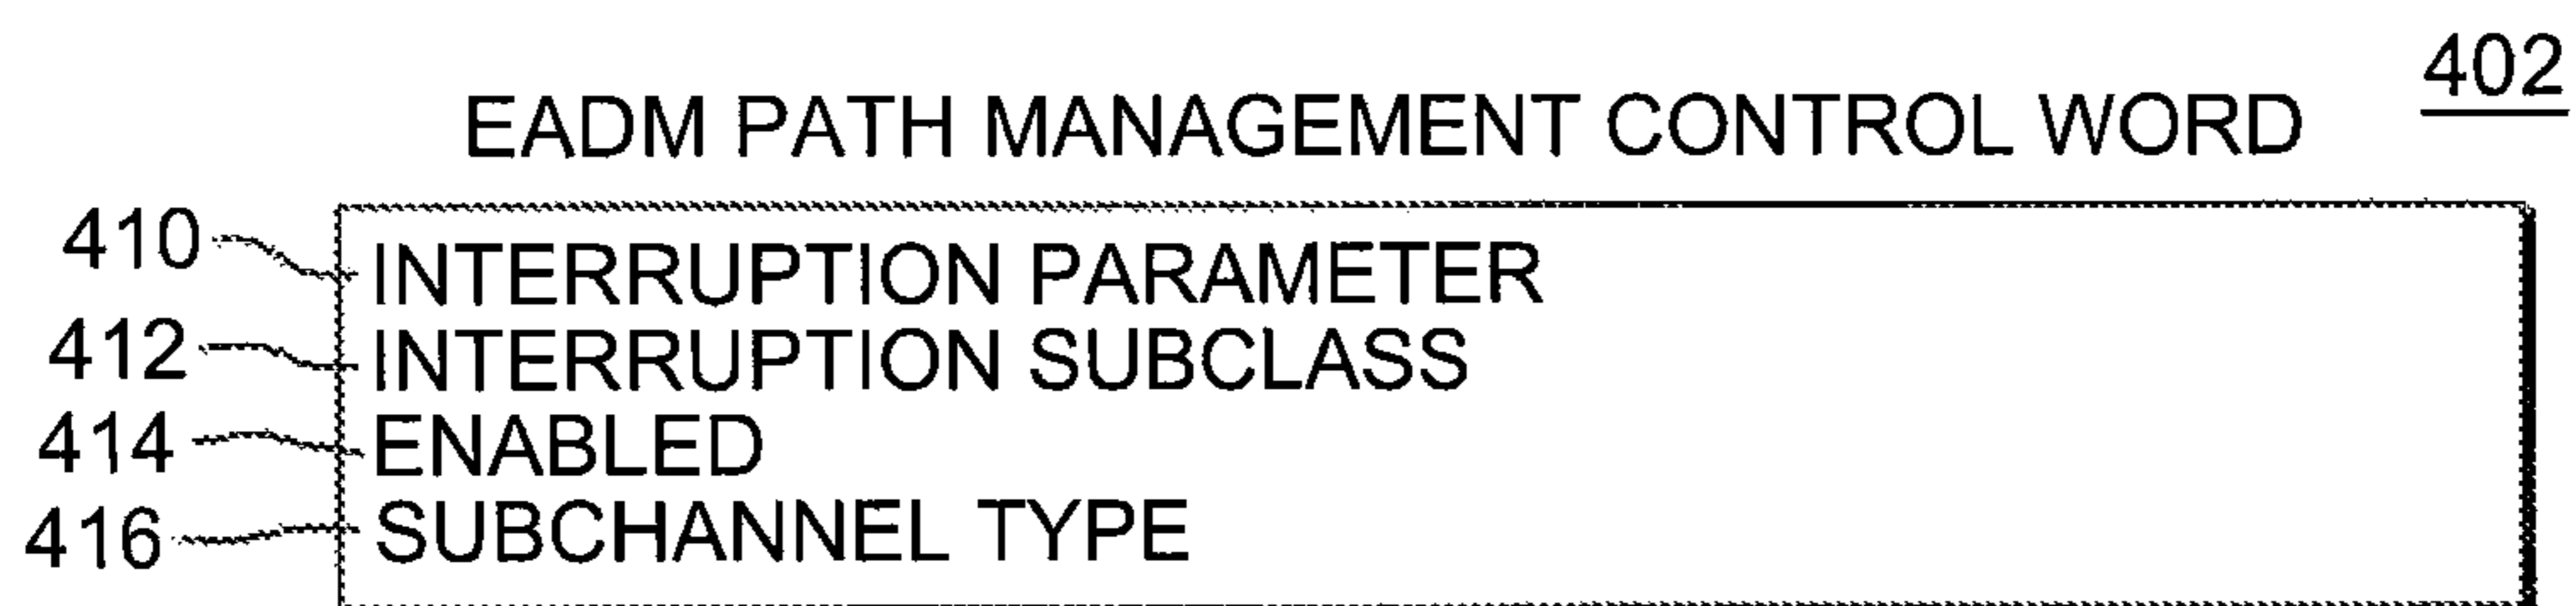 402
EADM PATH MANAGEMENT CONTROL WORD
410 INTERRUPTION PARAMETER
412 INTERRUPTION SUBCLASS
414 ENABLED
416 SUBCHANNEL TYPE